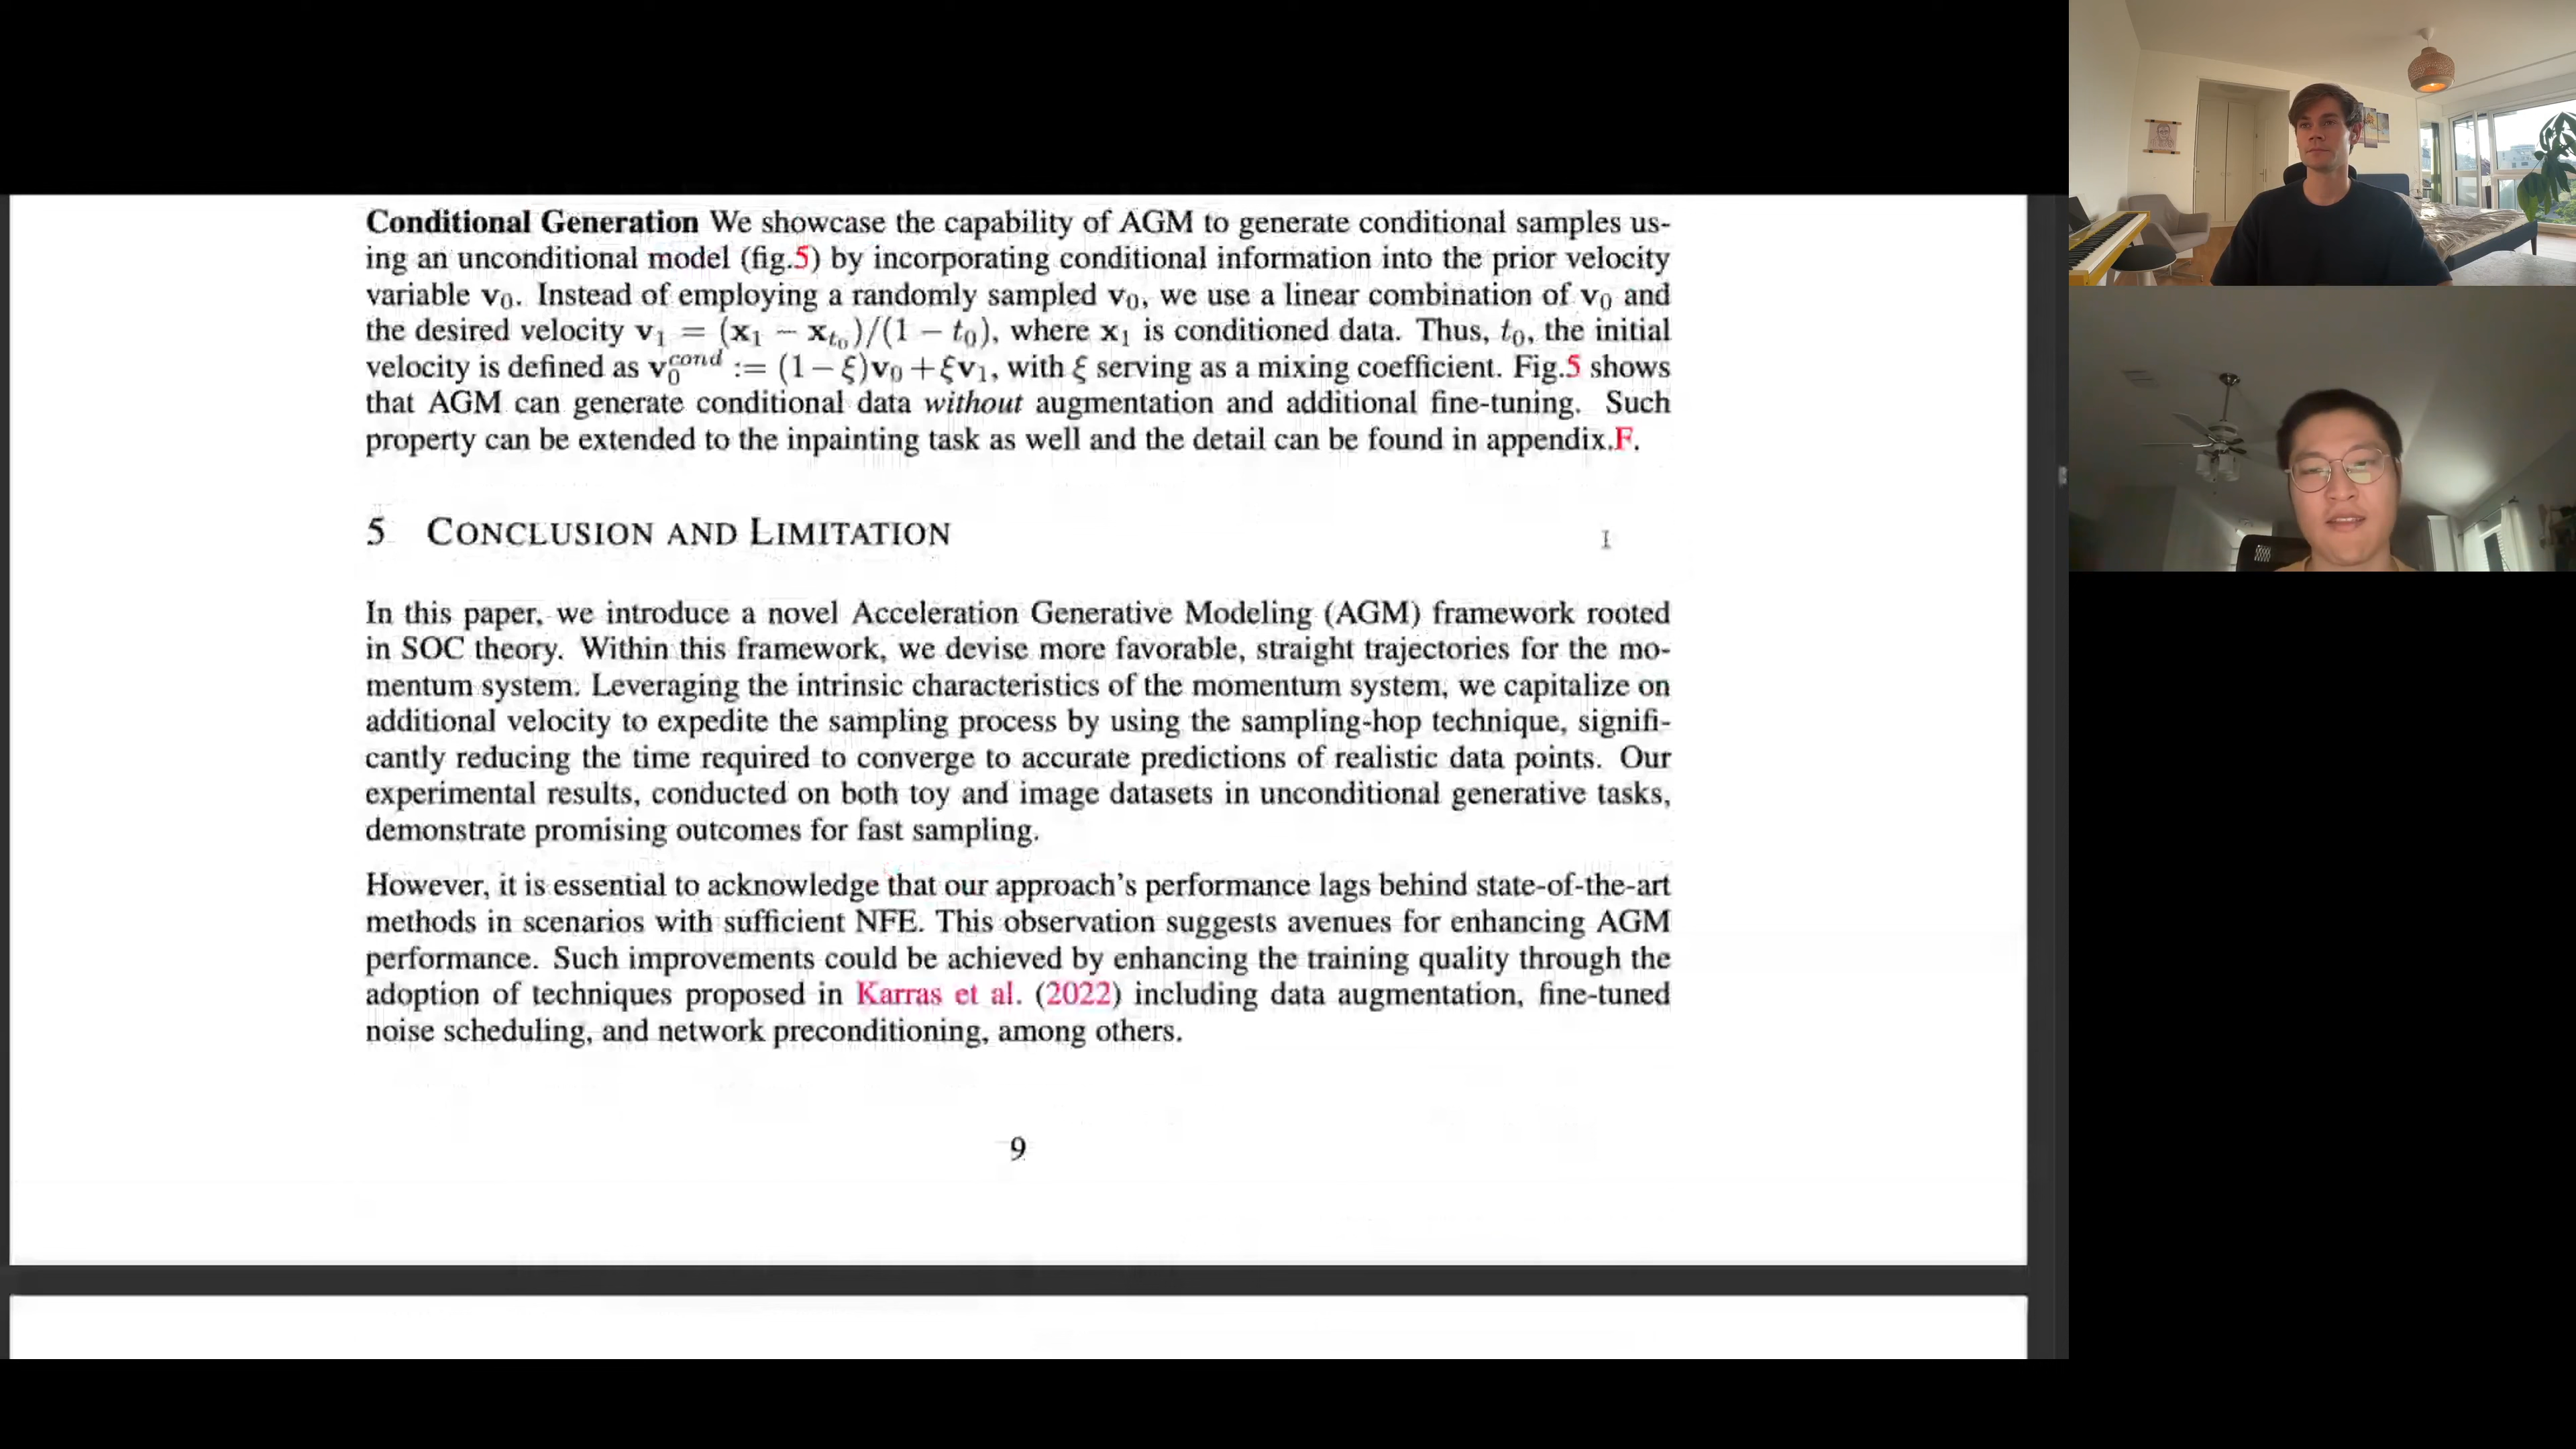 Conditional Generation We showcase the capability of AGM to generate conditional samples us-
ing an unconditional model (fig.5) by incorporating conditional information into the prior velocity
variable v₀. Instead of employing a randomly sampled v₀, we use a linear combination of v₀ and
the desired velocity v₁ = (x₁ − x_{t₀})/(1 − t₀), where x₁ is conditioned data. Thus, t₀, the initial
velocity is defined as v₀^{cond} := (1−ξ)v₀+ξv₁, with ξ serving as a mixing coefficient. Fig.5 shows
that AGM can generate conditional data without augmentation and additional fine-tuning. Such
property can be extended to the inpainting task as well and the detail can be found in appendix.F.
5 CONCLUSION AND LIMITATION
In this paper, we introduce a novel Acceleration Generative Modeling (AGM) framework rooted
in SOC theory. Within this framework, we devise more favorable, straight trajectories for the mo-
mentum system. Leveraging the intrinsic characteristics of the momentum system, we capitalize on
additional velocity to expedite the sampling process by using the sampling-hop technique, signifi-
cantly reducing the time required to converge to accurate predictions of realistic data points. Our
experimental results, conducted on both toy and image datasets in unconditional generative tasks,
demonstrate promising outcomes for fast sampling.
However, it is essential to acknowledge that our approach's performance lags behind state-of-the-art
methods in scenarios with sufficient NFE. This observation suggests avenues for enhancing AGM
performance. Such improvements could be achieved by enhancing the training quality through the
adoption of techniques proposed in Karras et al. (2022) including data augmentation, fine-tuned
noise scheduling, and network preconditioning, among others.
9